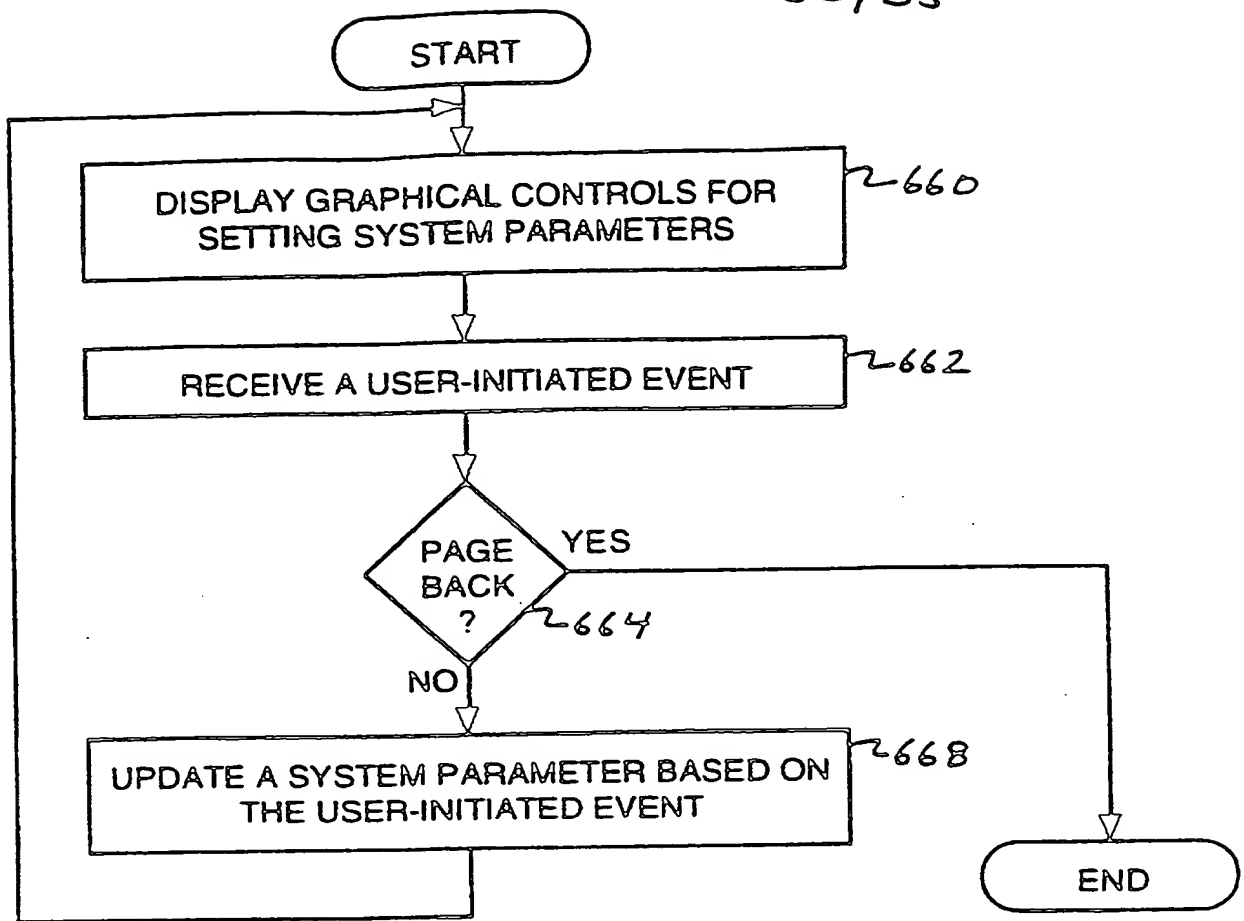 START
DISPLAY GRAPHICAL CONTROLS FOR
SETTING SYSTEM PARAMETERS
660
RECEIVE A USER-INITIATED EVENT
662
PAGE
BACK
?
YES
664
NO
UPDATE A SYSTEM PARAMETER BASED ON
THE USER-INITIATED EVENT
668
END